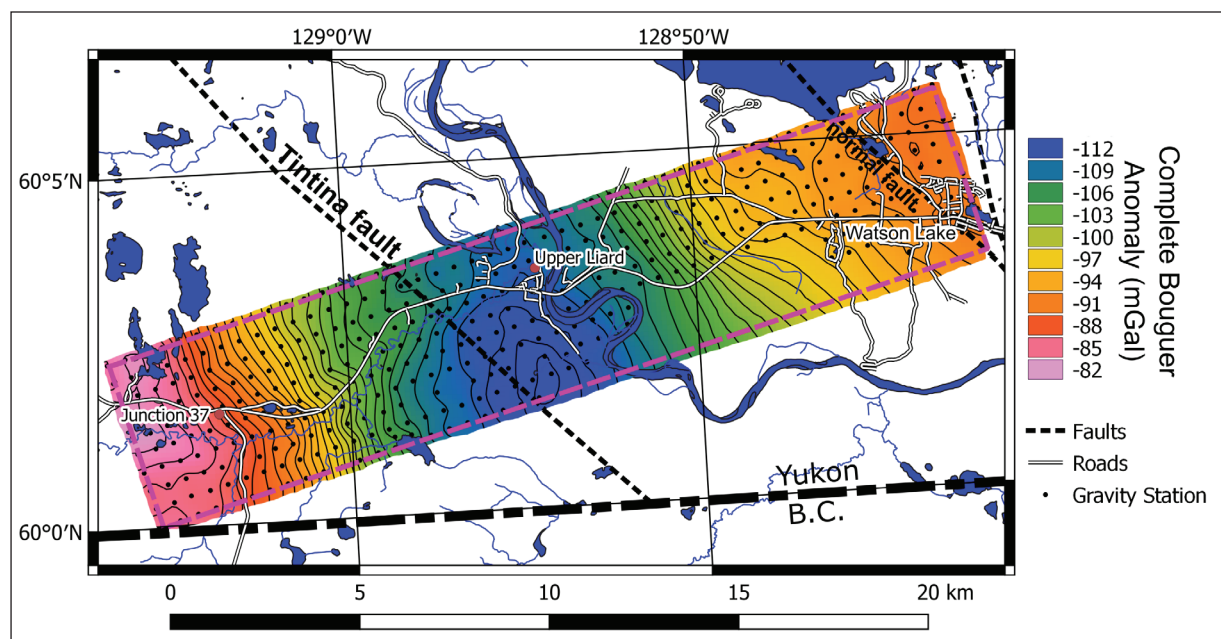 129°0'W
128°50'W
60°5'N
60°0'N
Tintina fault
normal fault
Upper Liard
Watson Lake
Junction 37
Yukon
B.C.
-112
-109
-106
-103
-100
-97
-94
-91
-88
-85
-82
Complete Bouguer
Anomaly (mGal)
Faults
Roads
Gravity Station
0
5
10
15
20 km